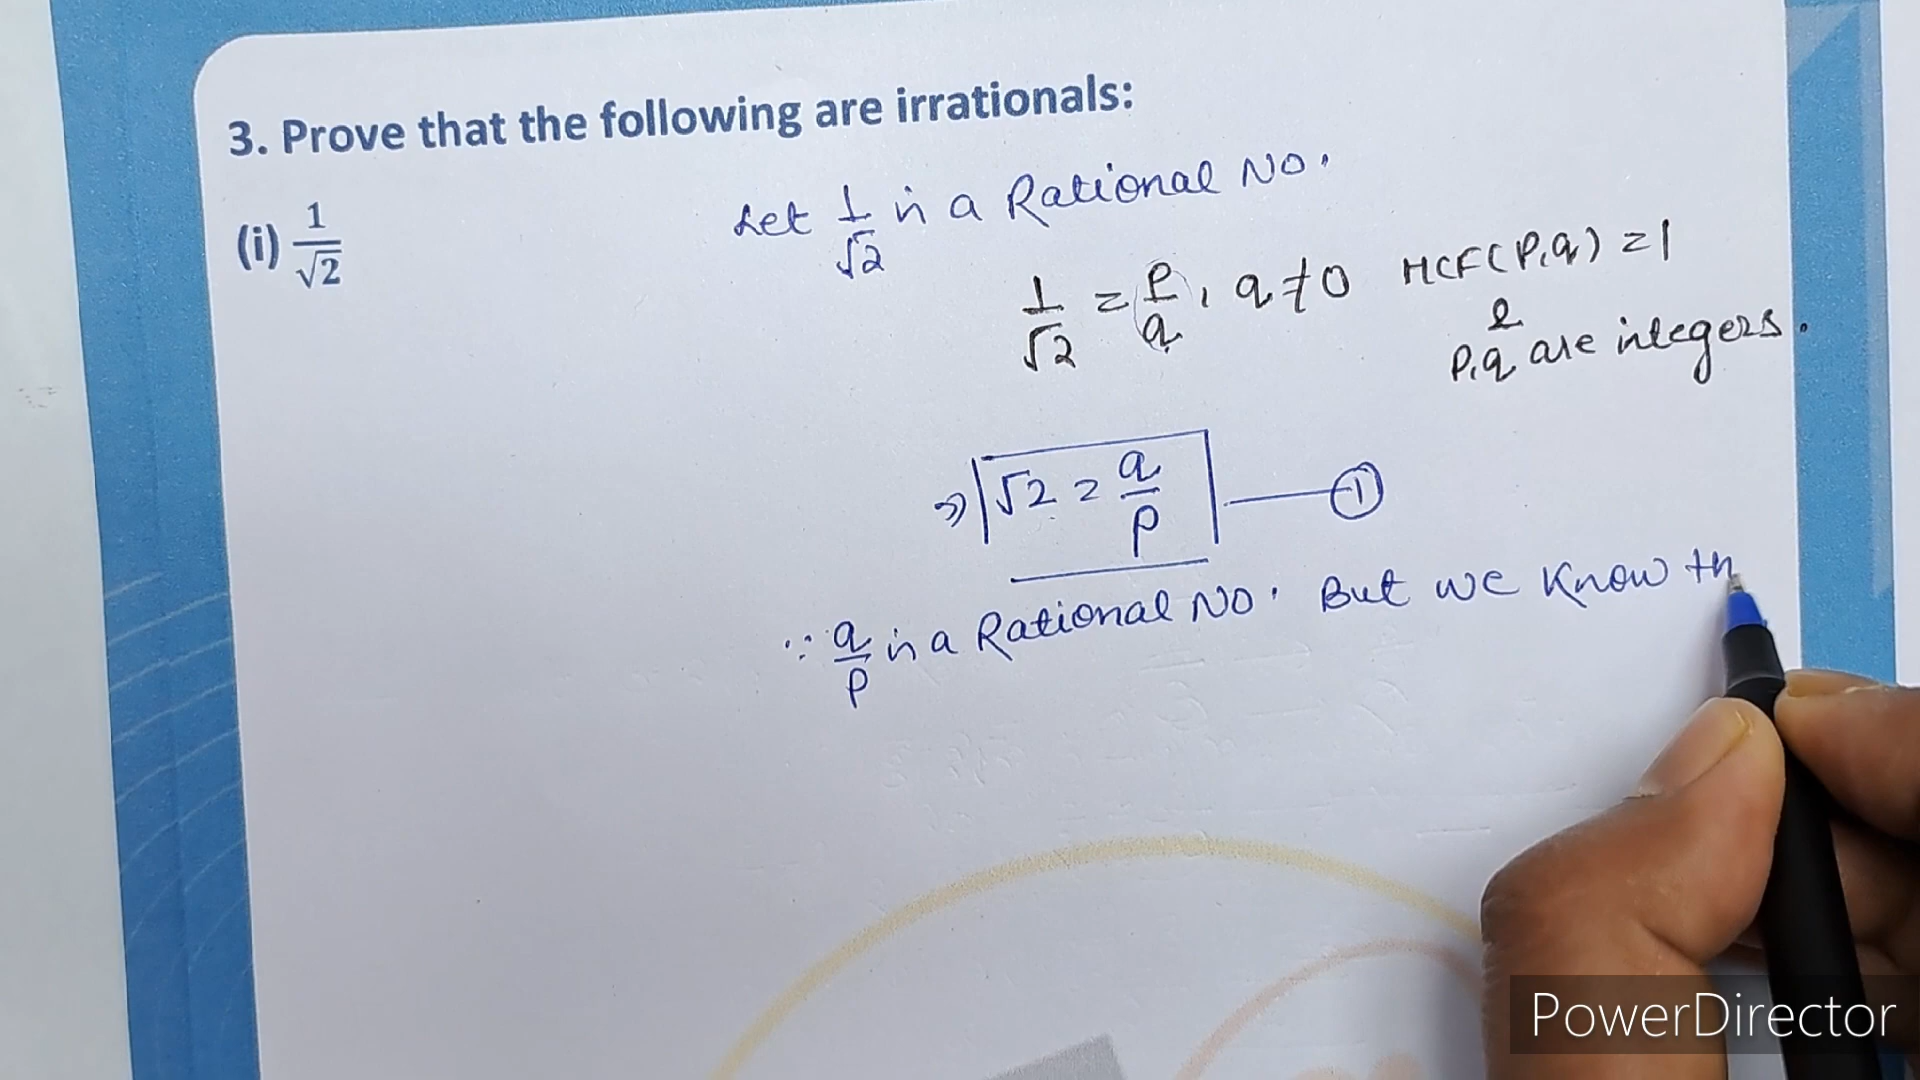 3. Prove that the following are irrationals:
(i) 1/√2
Let 1/√2 is a Rational No.
1/√2 = P/q, q≠0 HCF(P,q) = 1
& P,q are integers.
⇒ √2 = q/P — ①
∵ q/P is a Rational No. But we know th
PowerDirector